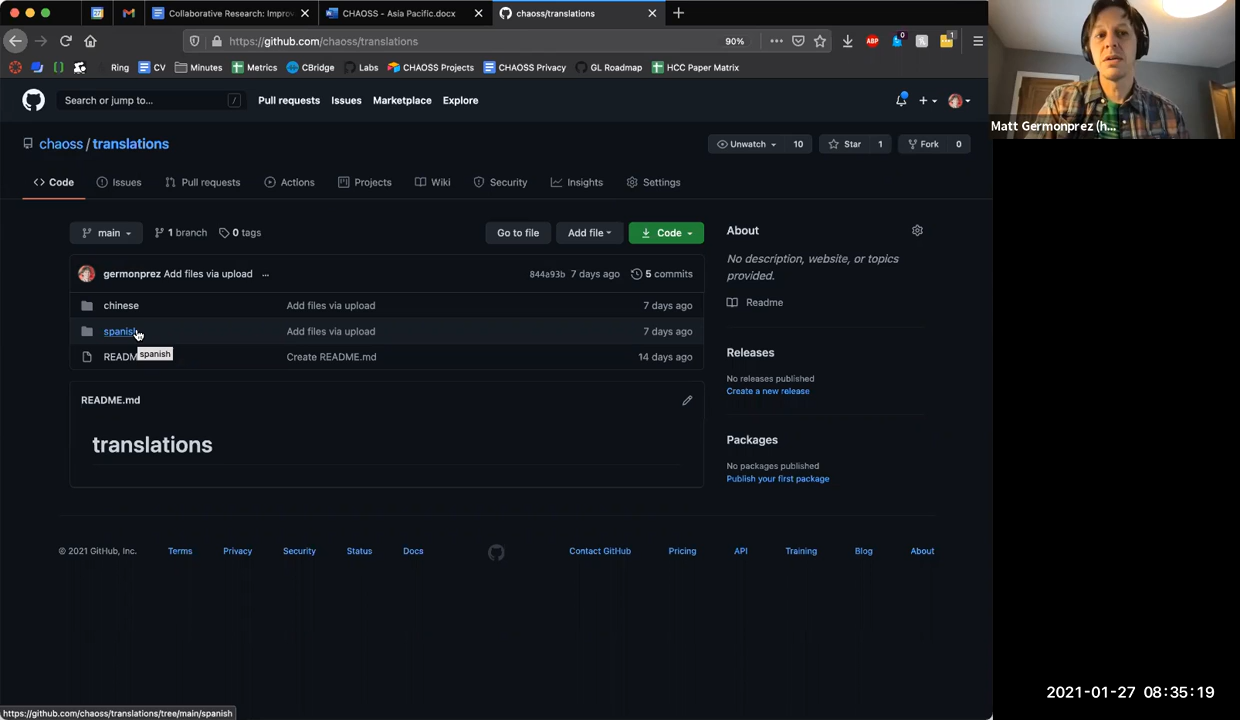 Collaborative Research: Improv
CHAOSS - Asia Pacific.docx
chaoss/translations
https://github.com/chaoss/translations
90%
0
1
Ring
CV
Minutes
Metrics
CBridge
Labs
CHAOSS Projects
CHAOSS Privacy
GL Roadmap
HCC Paper Matrix
Matt Germonprez (h...
Search or jump to...
/
Pull requests
Issues
Marketplace
Explore
chaoss / translations
Unwatch
10
Star
1
Fork
0
Code
Issues
Pull requests
Actions
Projects
Wiki
Security
Insights
Settings
main
1 branch
0 tags
Go to file
Add file
Code
About
No description, website, or topics
provided.
Readme
germonprez Add files via upload
...
844a93b 7 days ago
5 commits
chinese
Add files via upload
7 days ago
spanish
Add files via upload
7 days ago
spanish
Create README.md
14 days ago
README.md
translations
Releases
No releases published
Create a new release
Packages
No packages published
Publish your first package
© 2021 GitHub, Inc.
Terms
Privacy
Security
Status
Docs
Contact GitHub
Pricing
API
Training
Blog
About
2021-01-27 08:35:19
https://github.com/chaoss/translations/tree/main/spanish